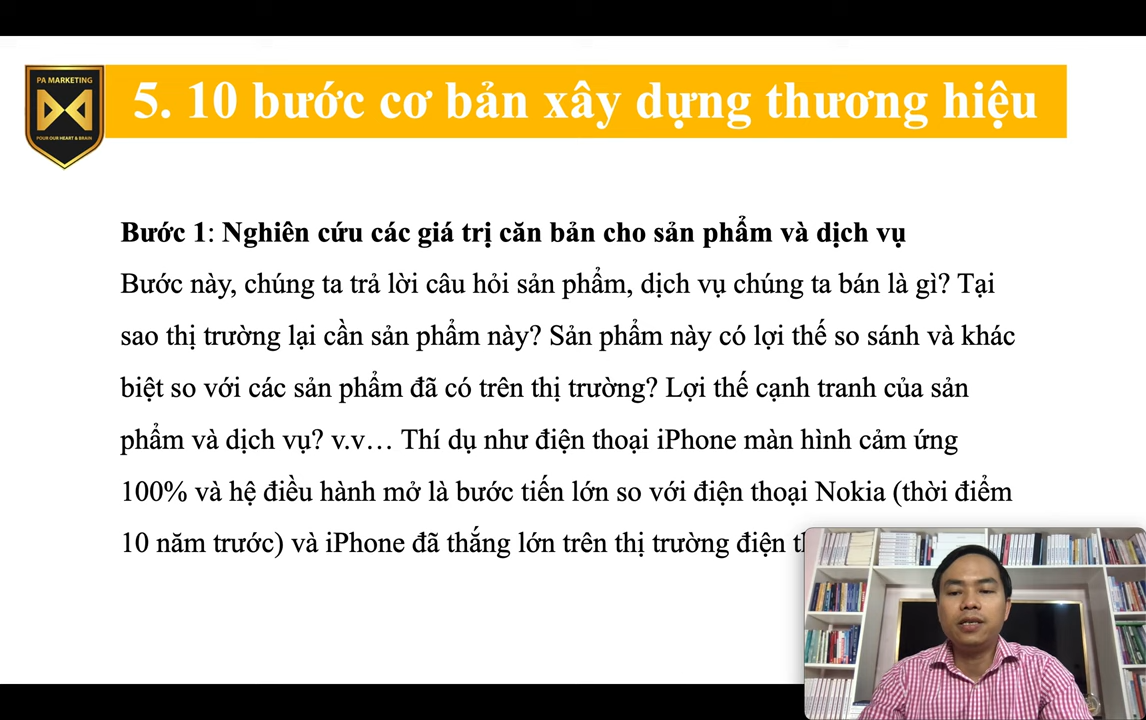 PA MARKETING
POUR OUR HEART & BRAIN
5. 10 bước cơ bản xây dựng thương hiệu
Bước 1: Nghiên cứu các giá trị căn bản cho sản phẩm và dịch vụ
Bước này, chúng ta trả lời câu hỏi sản phẩm, dịch vụ chúng ta bán là gì? Tại
sao thị trường lại cần sản phẩm này? Sản phẩm này có lợi thế so sánh và khác
biệt so với các sản phẩm đã có trên thị trường? Lợi thế cạnh tranh của sản
phẩm và dịch vụ? v.v… Thí dụ như điện thoại iPhone màn hình cảm ứng
100% và hệ điều hành mở là bước tiến lớn so với điện thoại Nokia (thời điểm
10 năm trước) và iPhone đã thắng lớn trên thị trường điện